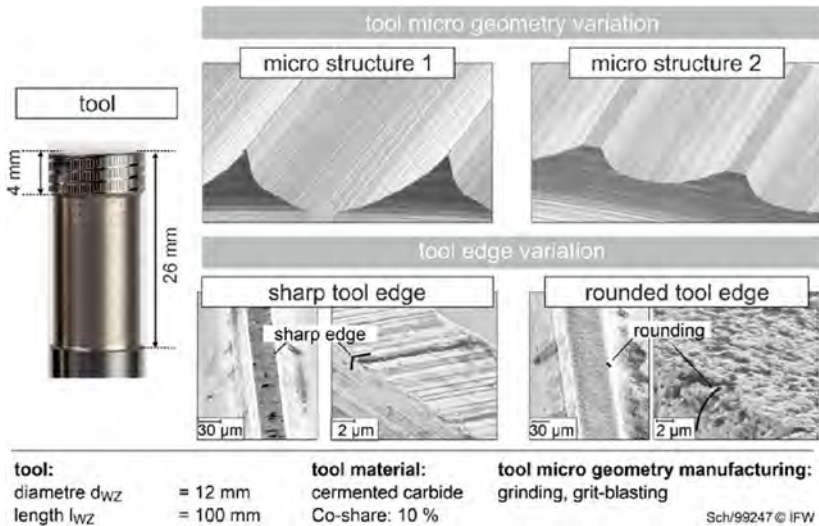 tool micro geometry variation
micro structure 1
micro structure 2
tool
4 mm
26 mm
tool edge variation
sharp tool edge
rounded tool edge
sharp edge
rounding
30 µm
2 µm
30 µm
2 µm
tool:
diametre dWZ = 12 mm
length lWZ = 100 mm
tool material:
cermented carbide
Co-share: 10 %
tool micro geometry manufacturing:
grinding, grit-blasting
Sch/99247 © IFW